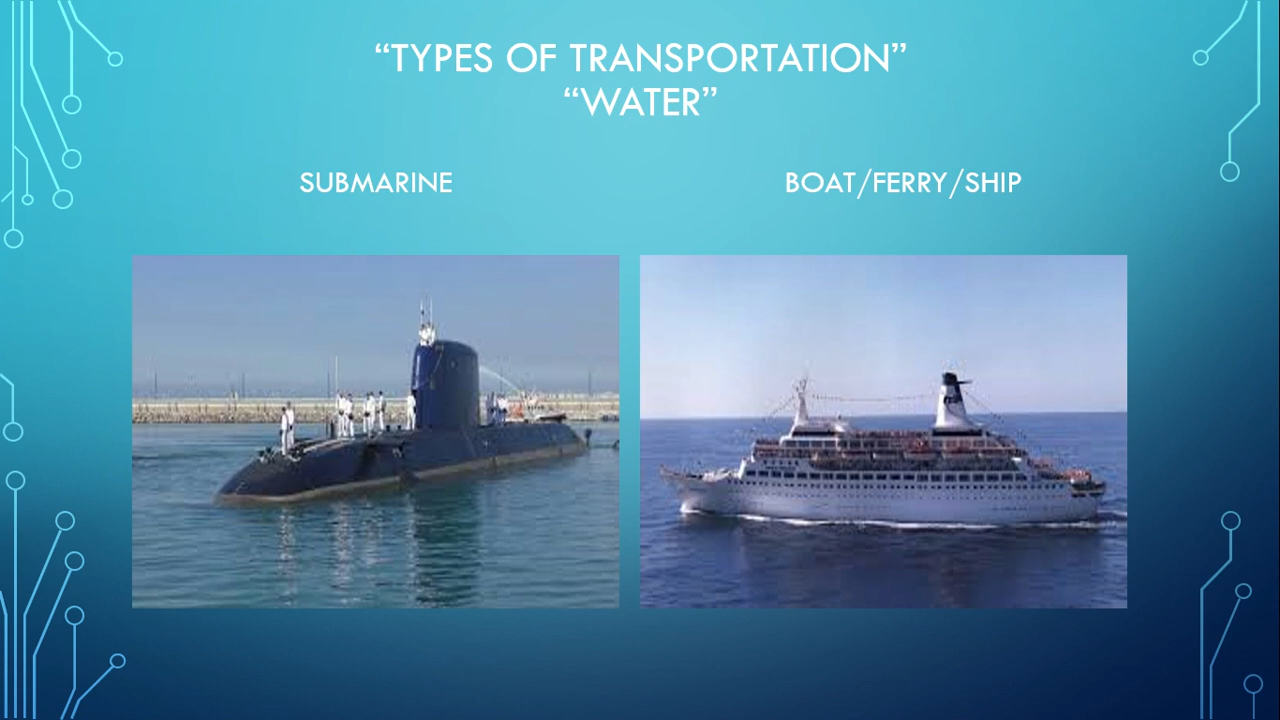 “TYPES OF TRANSPORTATION”
“WATER”
SUBMARINE
BOAT/FERRY/SHIP